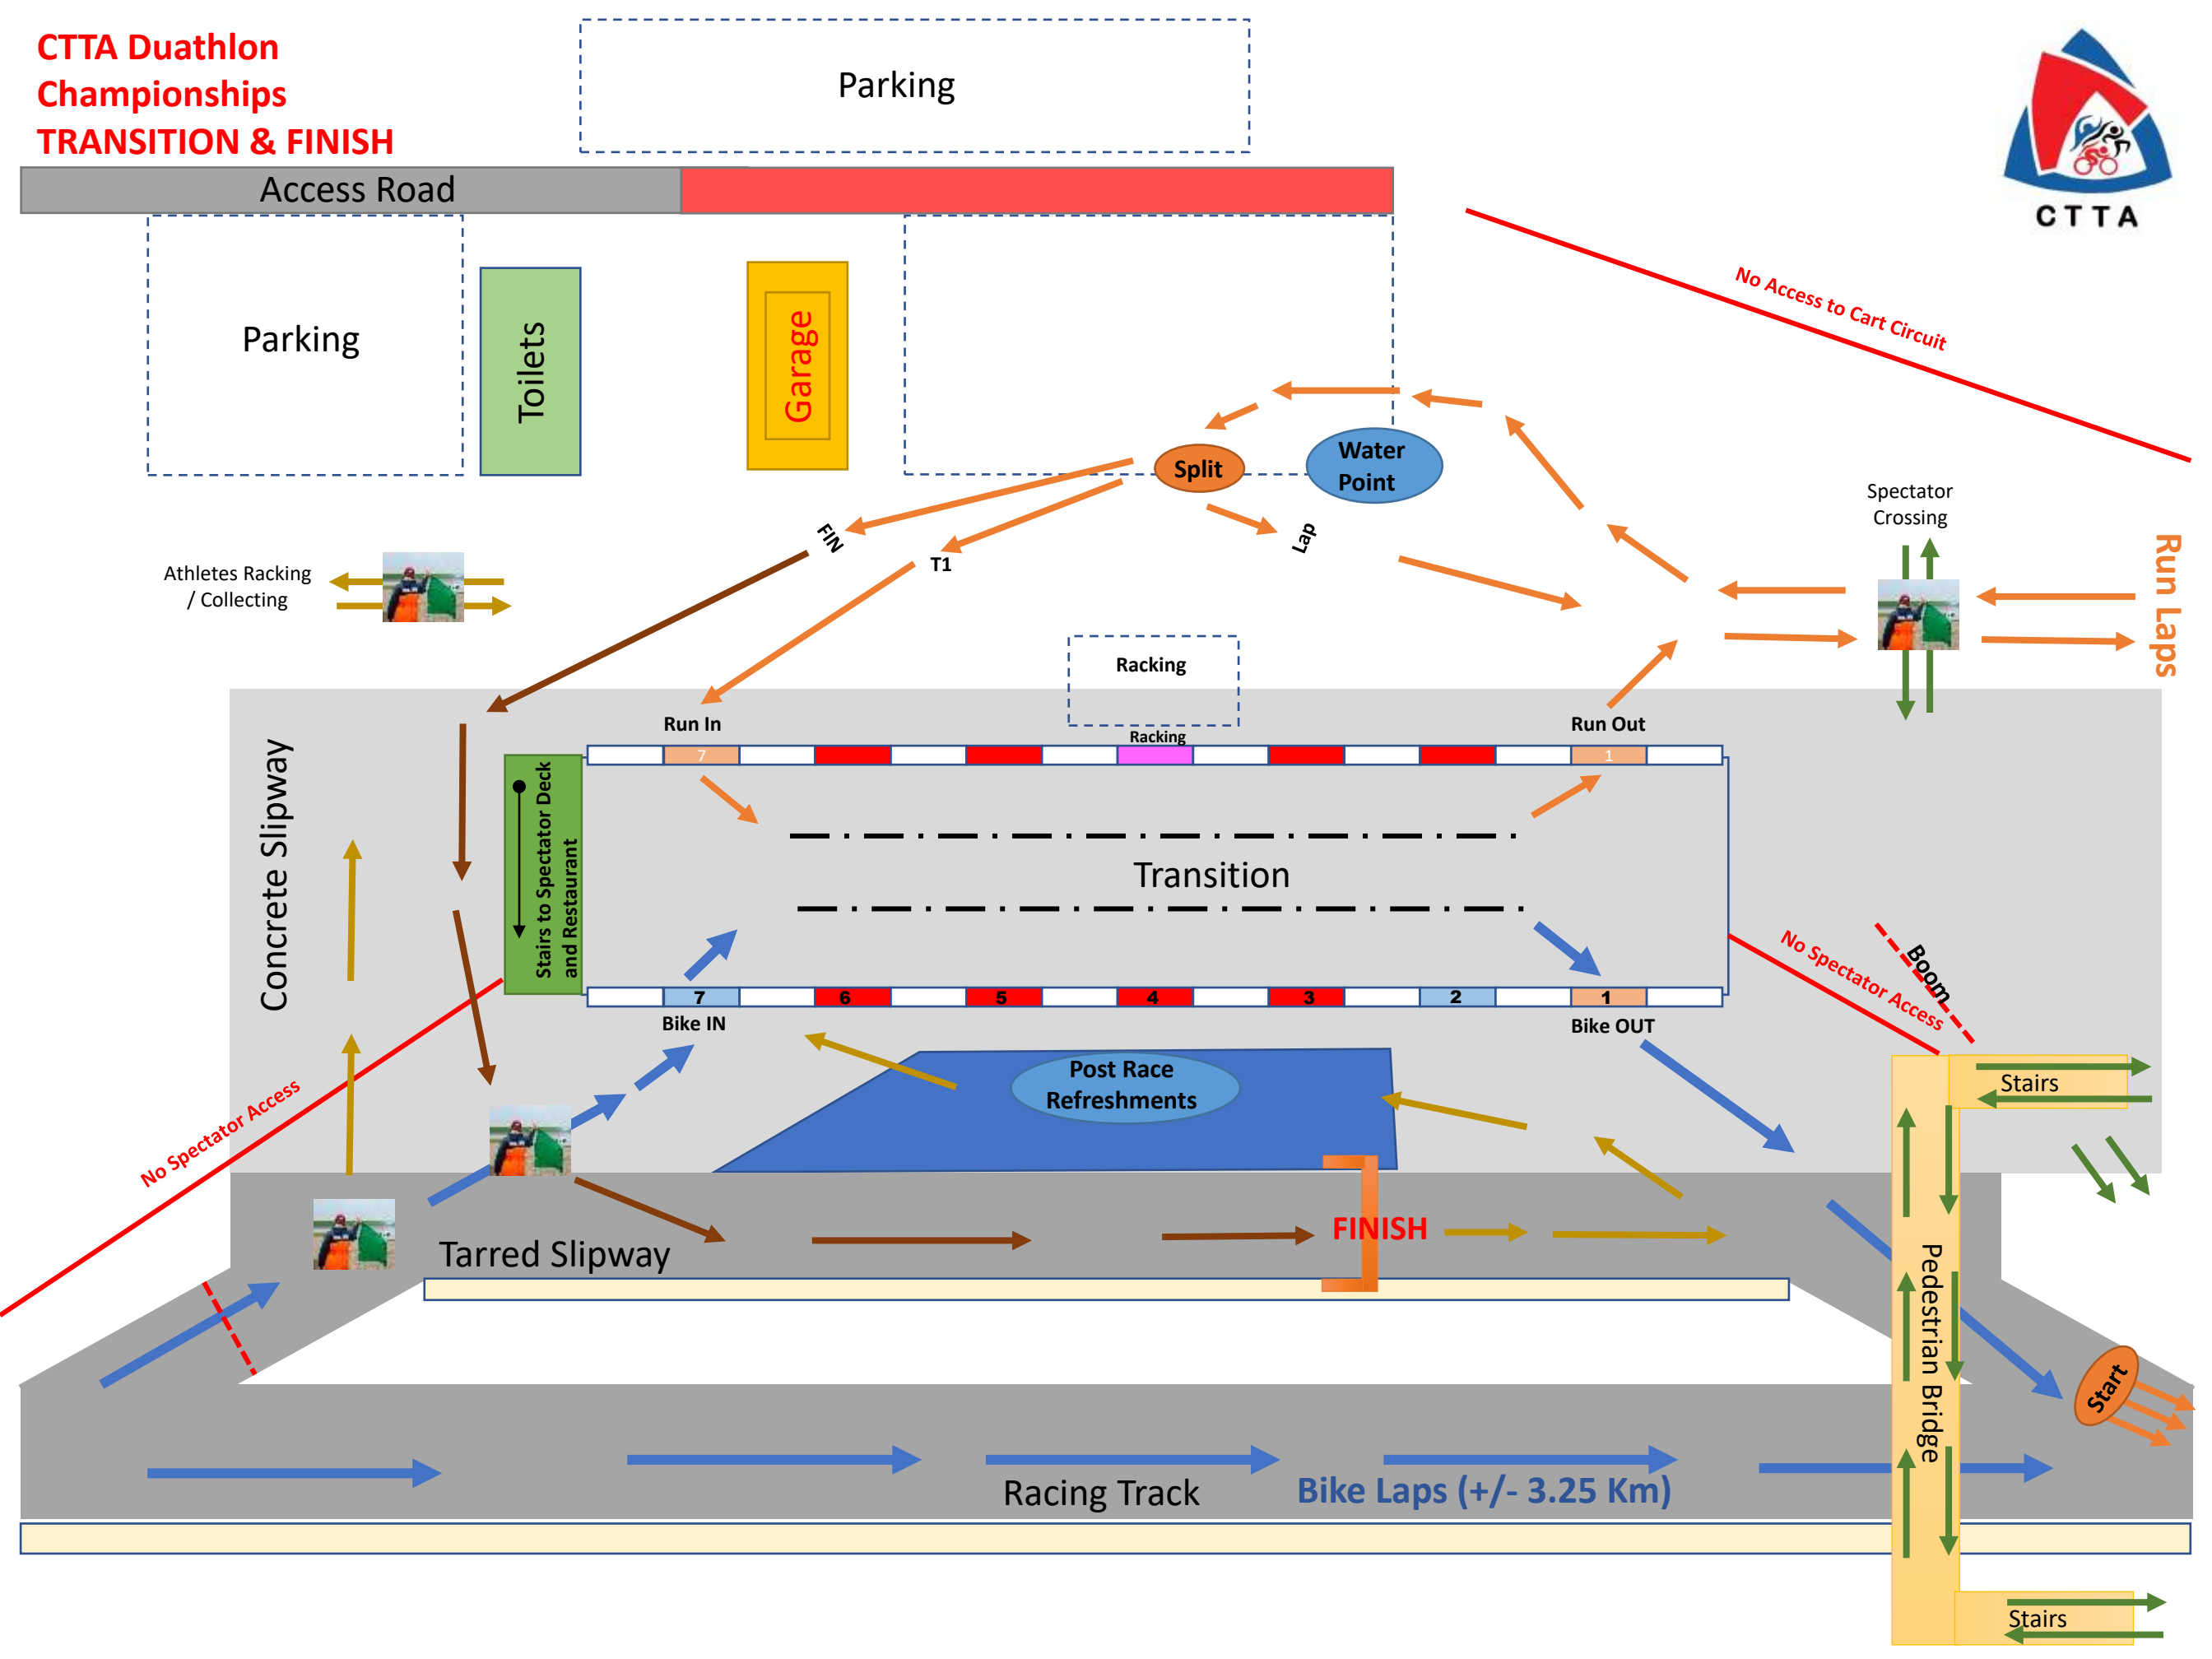 CTTA Duathlon
Championships
TRANSITION & FINISH
Parking
CTTA
Access Road
No Access to Cart Circuit
Parking
Toilets
Garage
Split
Water
Point
Spectator
Crossing
FIN
Lap
T1
Athletes Racking
/ Collecting
Run Laps
Racking
Run In
Run Out
Racking
7
1
Concrete Slipway
Stairs to Spectator Deck
and Restaurant
Transition
No Spectator Access
Boom
7
6
5
4
3
2
1
Bike IN
Bike OUT
Post Race
Refreshments
Stairs
No Spectator Access
FINISH
Tarred Slipway
Pedestrian Bridge
Start
Racing Track
Bike Laps (+/- 3.25 Km)
Stairs